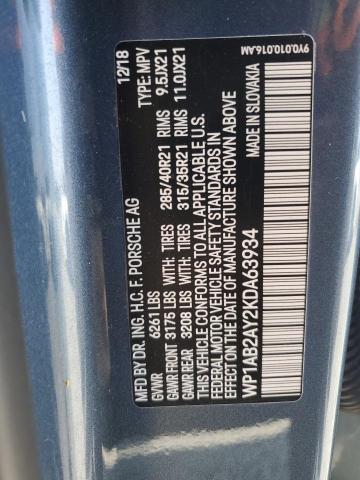 MFD BY DR. ING. H.C. F. PORSCHE AG 12/18
GVWR 6261 LBS TYPE: MPV
GAWR FRONT 3175 LBS WITH: TIRES 285/40R21 RIMS 9.5JX21
GAWR REAR 3208 LBS WITH: TIRES 315/35R21 RIMS 11.0JX21
THIS VEHICLE CONFORMS TO ALL APPLICABLE U.S.
FEDERAL MOTOR VEHICLE SAFETY STANDARDS IN
EFFECT ON THE DATE OF MANUFACTURE SHOWN ABOVE
WP1AB2AY2KDA63934 MADE IN SLOVAKIA
9Y0.010.016.AM